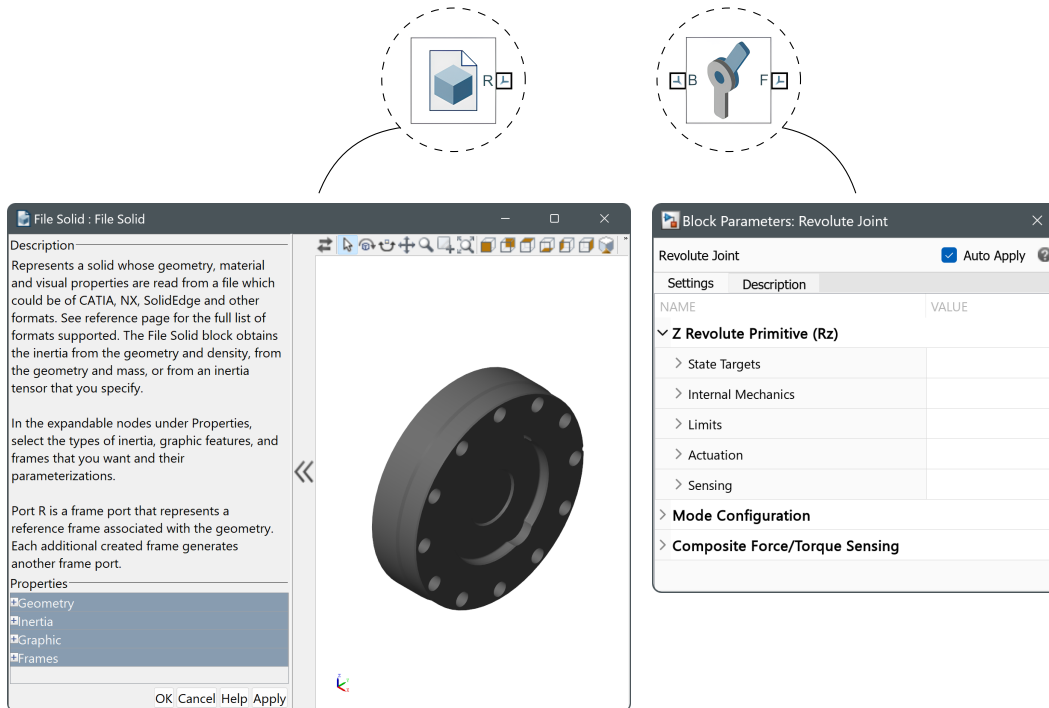 R
B
F
File Solid : File Solid
Description
Represents a solid whose geometry, material
and visual properties are read from a file which
could be of CATIA, NX, SolidEdge and other
formats. See reference page for the full list of
formats supported. The File Solid block obtains
the inertia from the geometry and density, from
the geometry and mass, or from an inertia
tensor that you specify.
In the expandable nodes under Properties,
select the types of inertia, graphic features, and
frames that you want and their
parameterizations.
Port R is a frame port that represents a
reference frame associated with the geometry.
Each additional created frame generates
another frame port.
Properties
Geometry
Inertia
Graphic
Frames
OK Cancel Help Apply
Block Parameters: Revolute Joint
Revolute Joint
Auto Apply
Settings Description
NAME VALUE
Z Revolute Primitive (Rz)
State Targets
Internal Mechanics
Limits
Actuation
Sensing
Mode Configuration
Composite Force/Torque Sensing